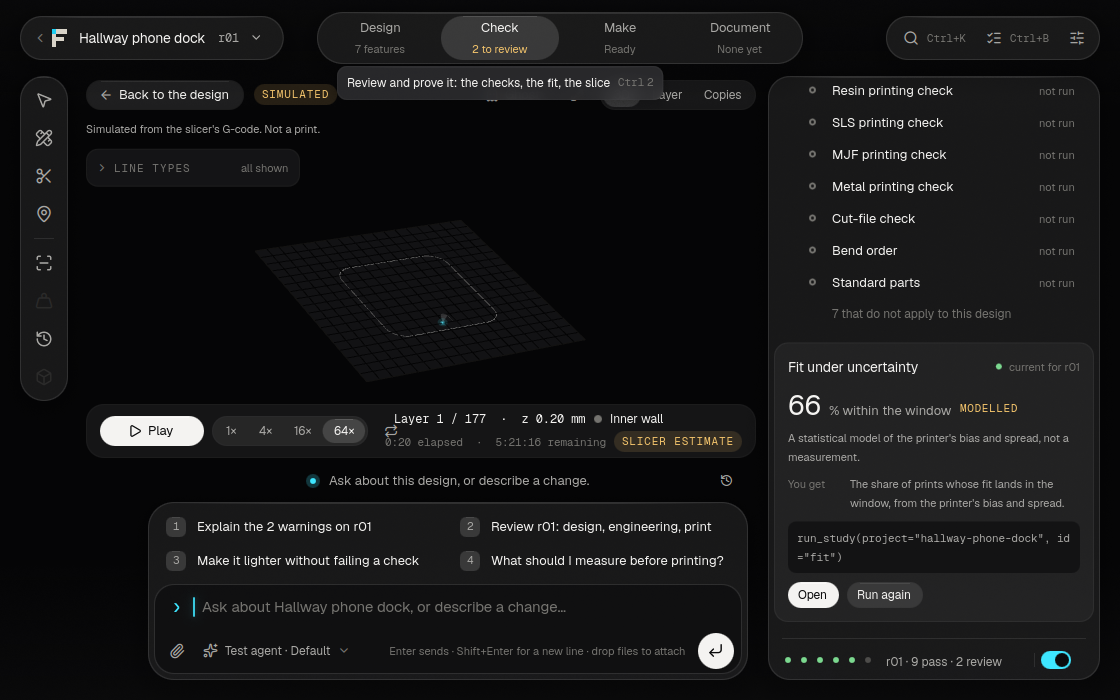 Hallway phone dock r01
Design
7 features
Check
2 to review
Make
Ready
Document
None yet
Ctrl+K
Ctrl+B
Review and prove it: the checks, the fit, the slice Ctrl 2
Back to the design
SIMULATED
Copies
Simulated from the slicer's G-code. Not a print.
LINE TYPES all shown
Play
1×
4×
16×
64×
Layer 1 / 177 · z 0.20 mm Inner wall
0:20 elapsed · 5:21:16 remaining SLICER ESTIMATE
Ask about this design, or describe a change.
1 Explain the 2 warnings on r01
2 Review r01: design, engineering, print
3 Make it lighter without failing a check
4 What should I measure before printing?
Ask about Hallway phone dock, or describe a change…
Test agent · Default
Enter sends · Shift+Enter for a new line · drop files to attach
Resin printing check not run
SLS printing check not run
MJF printing check not run
Metal printing check not run
Cut-file check not run
Bend order not run
Standard parts not run
7 that do not apply to this design
Fit under uncertainty current for r01
66 % within the window MODELLED
A statistical model of the printer's bias and spread, not a
measurement.
You get The share of prints whose fit lands in the
window, from the printer's bias and spread.
run_study(project="hallway-phone-dock", id
="fit")
Open
Run again
r01 · 9 pass · 2 review